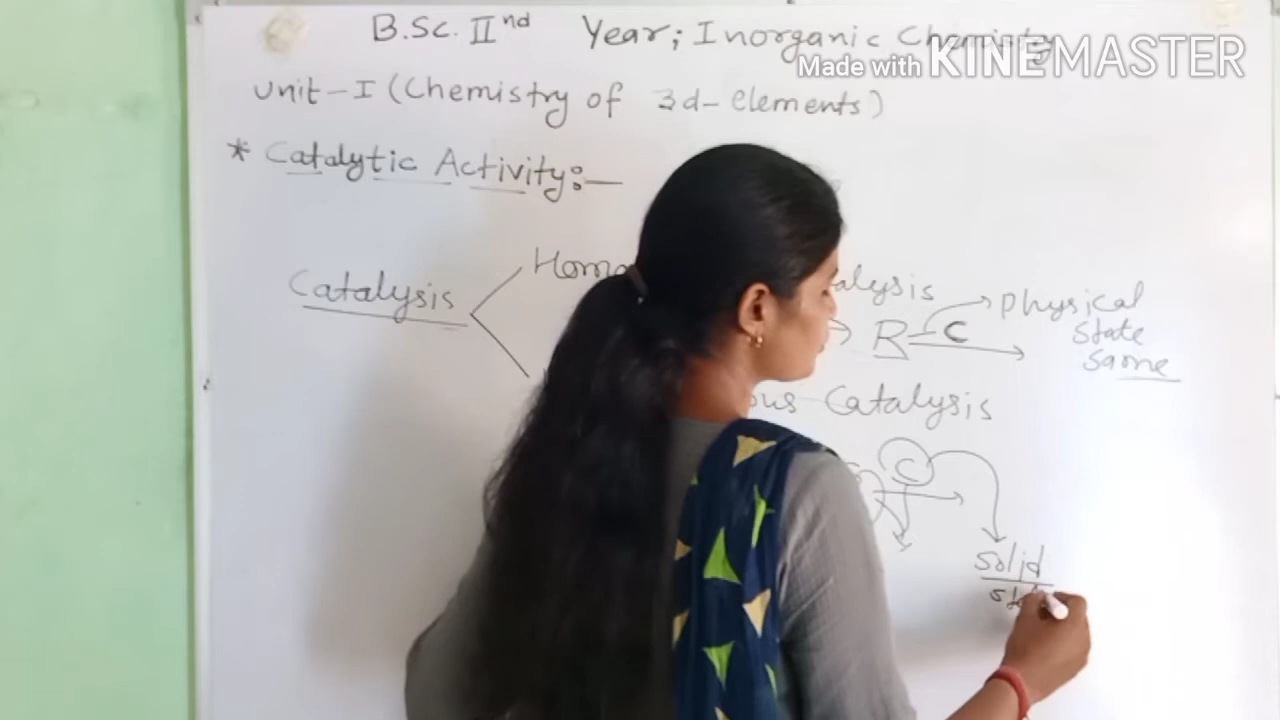 B.Sc. IInd Year; Inorganic Chemistry
Made with KINEMASTER
Unit-I (Chemistry of 3d-elements)
* Catalytic Activity:-
Catalysis
Homo alysis
R C
Physical
State
Same
ous Catalysis
C
Solid